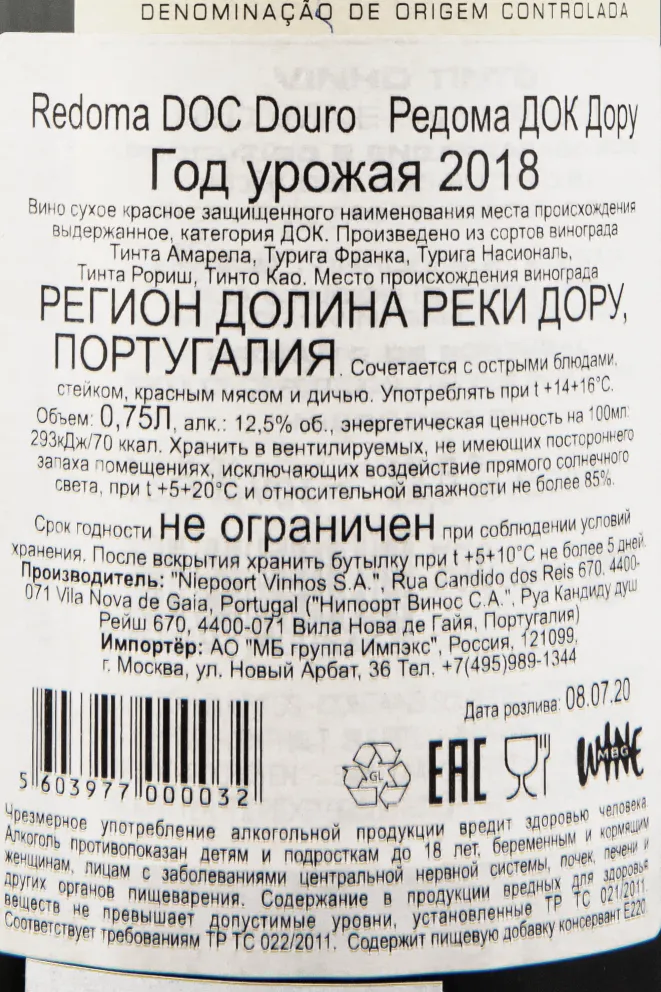 DENOMINAÇÃO DE ORIGEM CONTROLADA
Redoma DOC Douro Редома ДОК Дору
Год урожая 2018
Вино сухое красное защищенного наименования места происхождения
выдержанное, категория ДОК. Произведено из сортов винограда
Тинта Амарела, Турига Франка, Турига Насиональ,
Тинта Рориш, Тинто Као. Место происхождения винограда
РЕГИОН ДОЛИНА РЕКИ ДОРУ,
ПОРТУГАЛИЯ. Сочетается с острыми блюдами,
стейком, красным мясом и дичью. Употреблять при t +14+16°С.
Объем: 0,75Л, алк.: 12,5% об., энергетическая ценность на 100мл:
293кДж/70 ккал. Хранить в вентилируемых, не имеющих постороннего
запаха помещениях, исключающих воздействие прямого солнечного
света, при t +5+20°С и относительной влажности не более 85%.
Срок годности не ограничен при соблюдении условий
хранения. После вскрытия хранить бутылку при t +5+10°С не более 5 дней.
Производитель: "Niepoort Vinhos S.A.", Rua Candido dos Reis 670, 4400-
071 Vila Nova de Gaia, Portugal ("Нипоорт Винос С.А.", Руа Кандиду душ
Рейш 670, 4400-071 Вила Нова де Гайя, Португалия)
Импортёр: АО "МБ группа Импэкс", Россия, 121099,
г. Москва, ул. Новый Арбат, 36 Тел. +7(495)989-1344
Дата розлива: 08.07.20
5 603977 000032
GL
EAC
WINE
MBG
Чрезмерное употребление алкогольной продукции вредит здоровью человека
Алкоголь противопоказан детям и подросткам до 18 лет, беременным и кормящим
женщинам, лицам с заболеваниями центральной нервной системы, почек, печени и
других органов пищеварения. Содержание в продукции вредных для здоровья
веществ не превышает допустимые уровни, установленные ТР ТС 021/2011.
Соответствует требованиям ТР ТС 022/2011. Содержит пищевую добавку консервант Е220